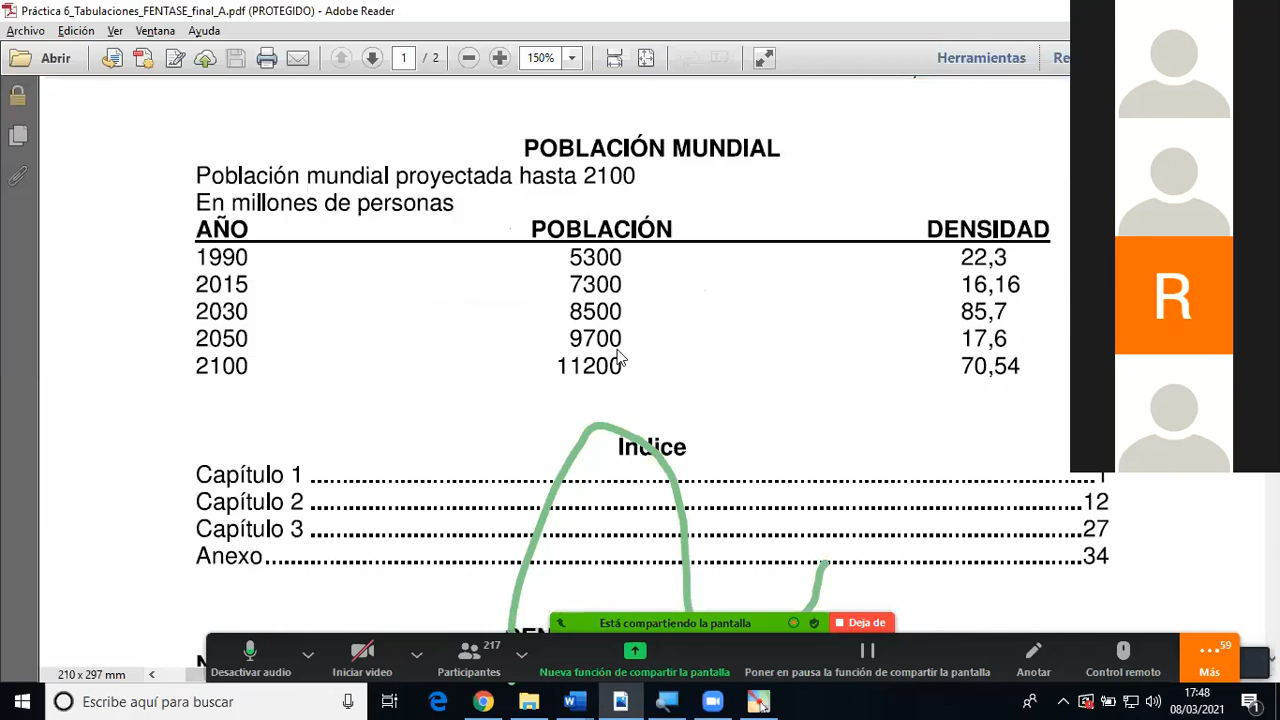 Práctica 6_Tabulaciones_FENTASE_final_A.pdf (PROTEGIDO) - Adobe Reader
Archivo Edición Ver Ventana Ayuda
Abrir 1 / 2 150% Herramientas Re
POBLACIÓN MUNDIAL
Población mundial proyectada hasta 2100
En millones de personas
AÑO POBLACIÓN DENSIDAD
1990 5300 22,3
2015 7300 16,16
2030 8500 85,7
2050 9700 17,6
2100 11200 70,54
R
Indice
Capítulo 1 ........................................................ 1
Capítulo 2 ........................................................12
Capítulo 3 ........................................................27
Anexo........................................................34
Está compartiendo la pantalla Deja de
217 59
Desactivar audio Iniciar video Participantes Nueva función de compartir la pantalla Poner en pausa la función de compartir la pantalla Anotar Control remoto Más
210 x 297 mm
Escribe aquí para buscar
17:48
08/03/2021
1